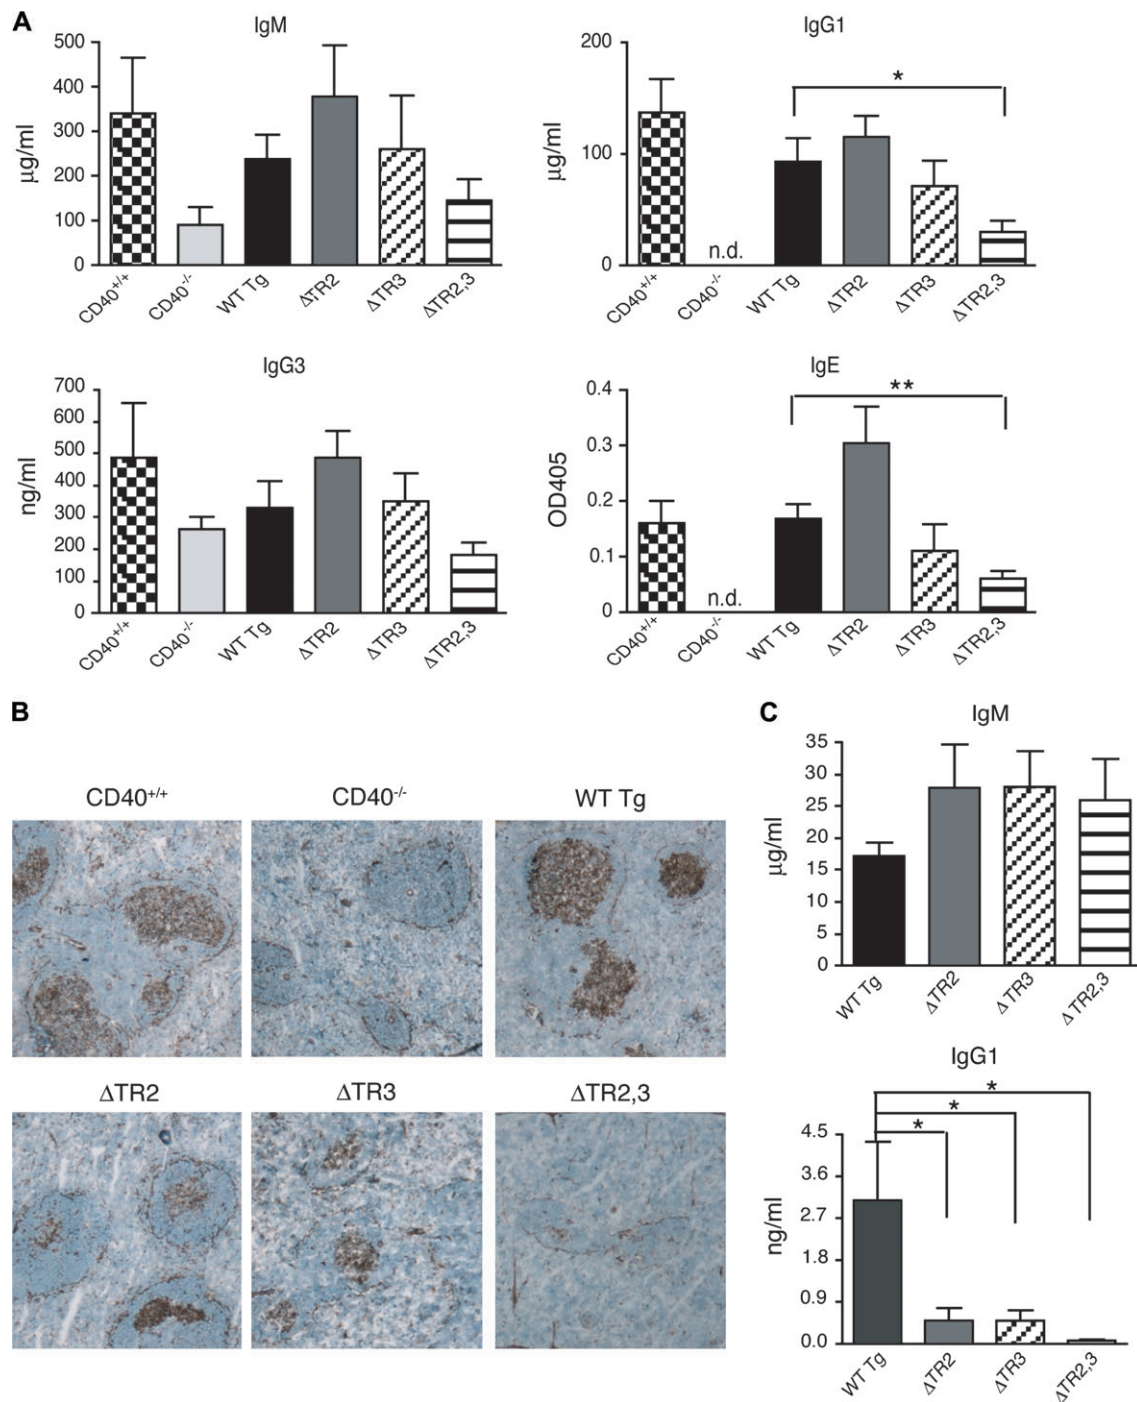 A
IgM
500
400
300
200
100
0
µg/ml
CD40+/+
CD40-/-
WT Tg
ΔTR2
ΔTR3
ΔTR2,3
IgG1
200
100
0
µg/ml
*
n.d.
CD40+/+
CD40-/-
WT Tg
ΔTR2
ΔTR3
ΔTR2,3
IgG3
700
600
500
400
300
200
100
0
ng/ml
CD40+/+
CD40-/-
WT Tg
ΔTR2
ΔTR3
ΔTR2,3
IgE
0.4
0.3
0.2
0.1
0
OD405
**
n.d.
CD40+/+
CD40-/-
WT Tg
ΔTR2
ΔTR3
ΔTR2,3
B
CD40+/+
CD40-/-
WT Tg
ΔTR2
ΔTR3
ΔTR2,3
C
IgM
35
30
25
20
15
10
5
0
µg/ml
WT Tg
ΔTR2
ΔTR3
ΔTR2,3
IgG1
*
*
*
4.5
3.6
2.7
1.8
0.9
0.0
ng/ml
WT Tg
ΔTR2
ΔTR3
ΔTR2,3